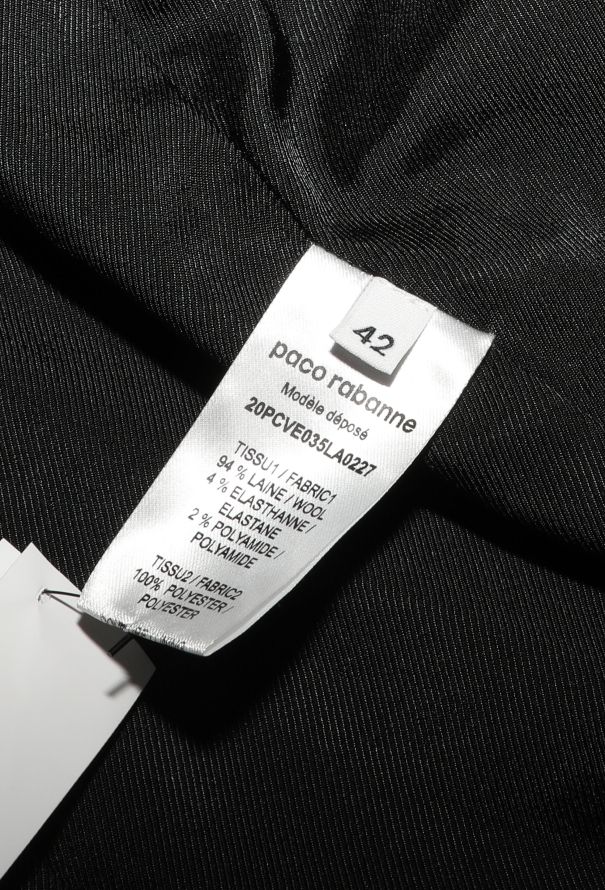 42
paco rabanne
Modèle déposé
20PCVE035LA0227
TISSU1 / FABRIC1
94 % LAINE / WOOL
4 % ELASTHANNE /
ELASTANE
2 % POLYAMIDE /
POLYAMIDE
TISSU2 / FABRIC2
100% POLYESTER /
POLYESTER